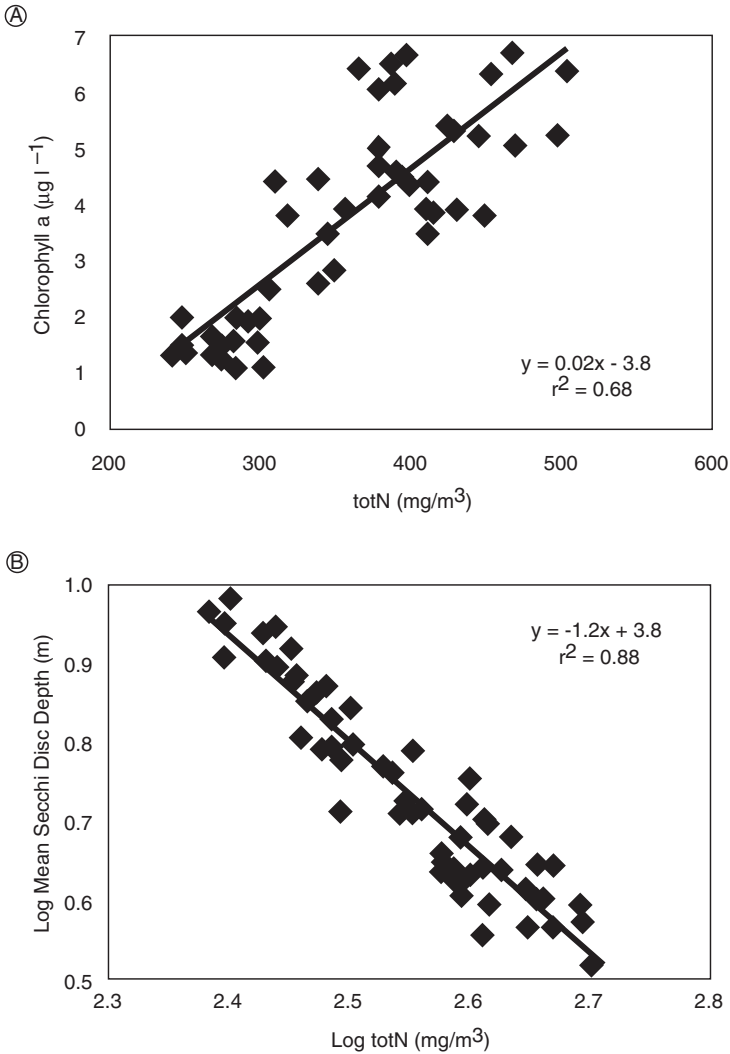 A
Chlorophyll a (µg l –1)
7
6
5
4
3
2
1
0
y = 0.02x - 3.8
r2 = 0.68
200 300 400 500 600
totN (mg/m3)
B
Log Mean Secchi Disc Depth (m)
1.0
0.9
0.8
0.7
0.6
0.5
y = -1.2x + 3.8
r2 = 0.88
2.3 2.4 2.5 2.6 2.7 2.8
Log totN (mg/m3)